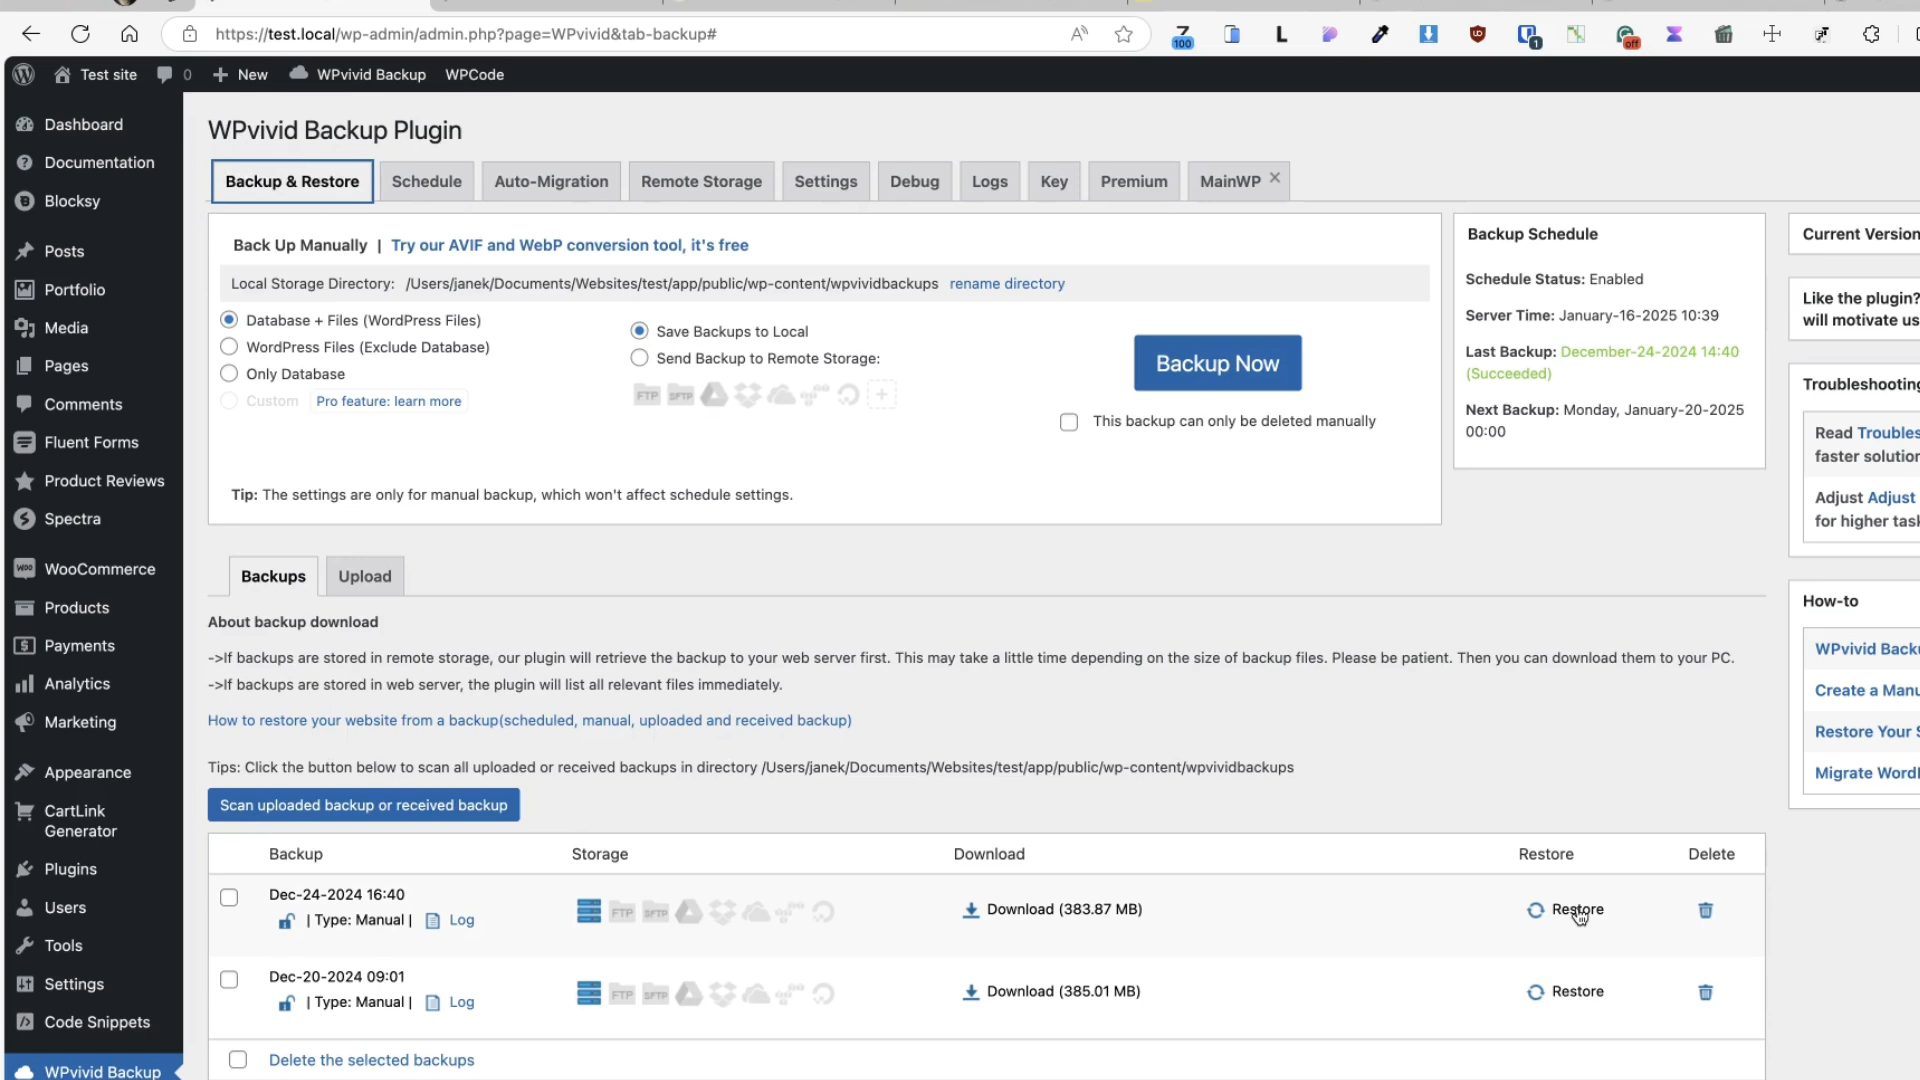 https://test.local/wp-admin/admin.php?page=WPvivid&tab-backup#
A
Z
100
L
1
off
Test site
0
New
WPvivid Backup
WPCode
Dashboard
Documentation
Blocksy
Posts
Portfolio
Media
Pages
Comments
Fluent Forms
Product Reviews
Spectra
WooCommerce
Products
Payments
Analytics
Marketing
Appearance
CartLink
Generator
Plugins
Users
Tools
Settings
Code Snippets
WPvivid Backup
WPvivid Backup Plugin
Backup & Restore
Schedule
Auto-Migration
Remote Storage
Settings
Debug
Logs
Key
Premium
MainWP
Back Up Manually | Try our AVIF and WebP conversion tool, it's free
Local Storage Directory: /Users/janek/Documents/Websites/test/app/public/wp-content/wpvividbackups rename directory
Database + Files (WordPress Files)
WordPress Files (Exclude Database)
Only Database
Custom Pro feature: learn more
Save Backups to Local
Send Backup to Remote Storage:
FTP SFTP
Backup Now
This backup can only be deleted manually
Tip: The settings are only for manual backup, which won't affect schedule settings.
Backup Schedule
Schedule Status: Enabled
Server Time: January-16-2025 10:39
Last Backup: December-24-2024 14:40
(Succeeded)
Next Backup: Monday, January-20-2025
00:00
Current Version
Like the plugin?
will motivate us
Troubleshooting
Read Troubles
faster solution
Adjust Adjust
for higher task
How-to
WPvivid Backu
Create a Manu
Restore Your S
Migrate WordP
Backups
Upload
About backup download
->If backups are stored in remote storage, our plugin will retrieve the backup to your web server first. This may take a little time depending on the size of backup files. Please be patient. Then you can download them to your PC.
->If backups are stored in web server, the plugin will list all relevant files immediately.
How to restore your website from a backup(scheduled, manual, uploaded and received backup)
Tips: Click the button below to scan all uploaded or received backups in directory /Users/janek/Documents/Websites/test/app/public/wp-content/wpvividbackups
Scan uploaded backup or received backup
Backup Storage Download Restore Delete
Dec-24-2024 16:40
| Type: Manual | Log
FTP SFTP
Download (383.87 MB)
Restore
Dec-20-2024 09:01
| Type: Manual | Log
FTP SFTP
Download (385.01 MB)
Restore
Delete the selected backups